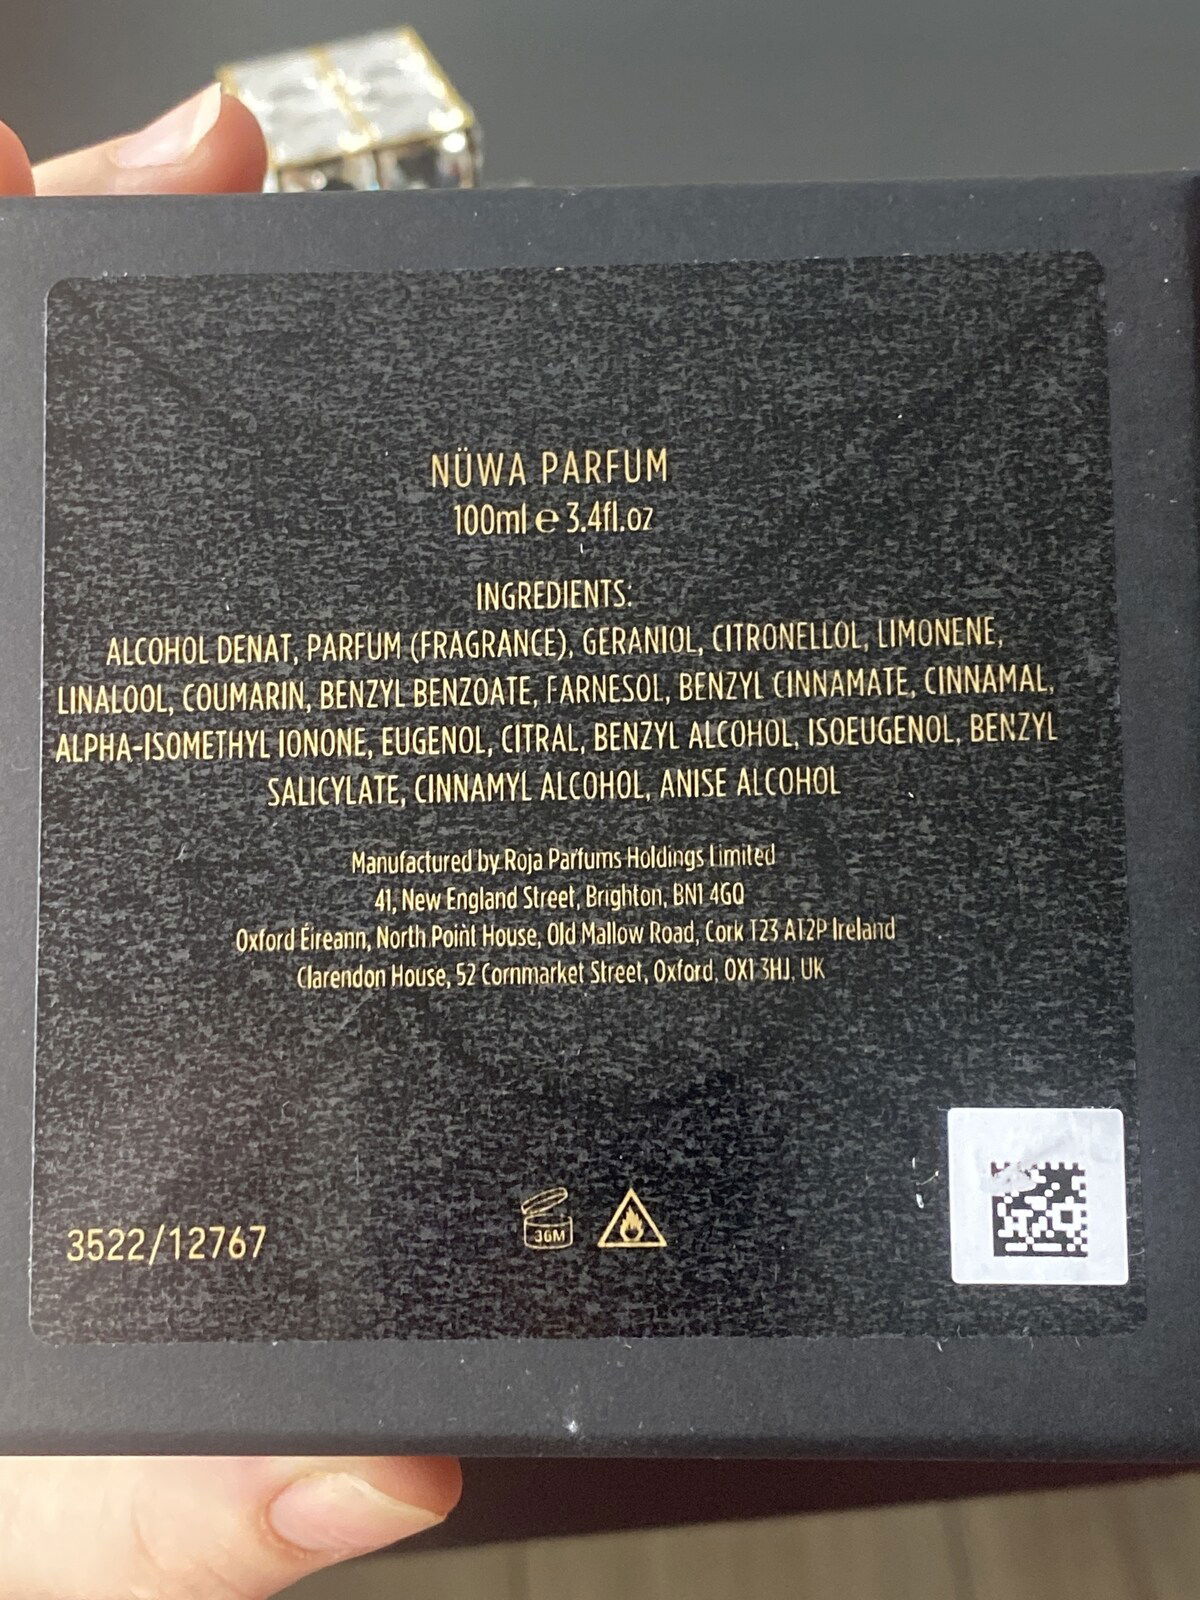 NÜWA PARFUM
100ml ℮ 3.4fl.oz
INGREDIENTS:
ALCOHOL DENAT, PARFUM (FRAGRANCE), GERANIOL, CITRONELLOL, LIMONENE,
LINALOOL, COUMARIN, BENZYL BENZOATE, FARNESOL, BENZYL CINNAMATE, CINNAMAL,
ALPHA-ISOMETHYL IONONE, EUGENOL, CITRAL, BENZYL ALCOHOL, ISOEUGENOL, BENZYL
SALICYLATE, CINNAMYL ALCOHOL, ANISE ALCOHOL
Manufactured by Roja Parfums Holdings Limited
41, New England Street, Brighton, BN1 4GQ
Oxford Éireann, North Point House, Old Mallow Road, Cork T23 AT2P Ireland
Clarendon House, 52 Cornmarket Street, Oxford, OX1 3HJ, UK
36M
3522/12767